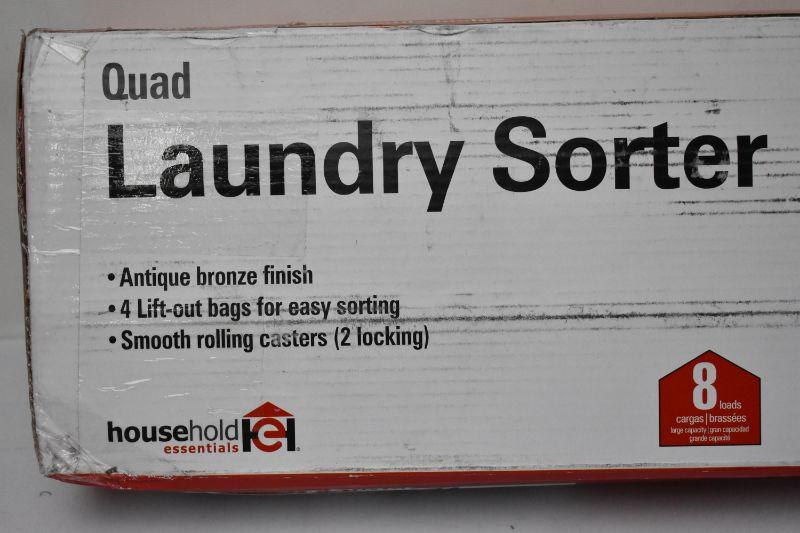 Quad
Laundry Sorter
• Antique bronze finish
• 4 Lift-out bags for easy sorting
• Smooth rolling casters (2 locking)
household
essentials
HE®
8
loads
cargas | brassées
large capacity | gran capacidad
grande capacité